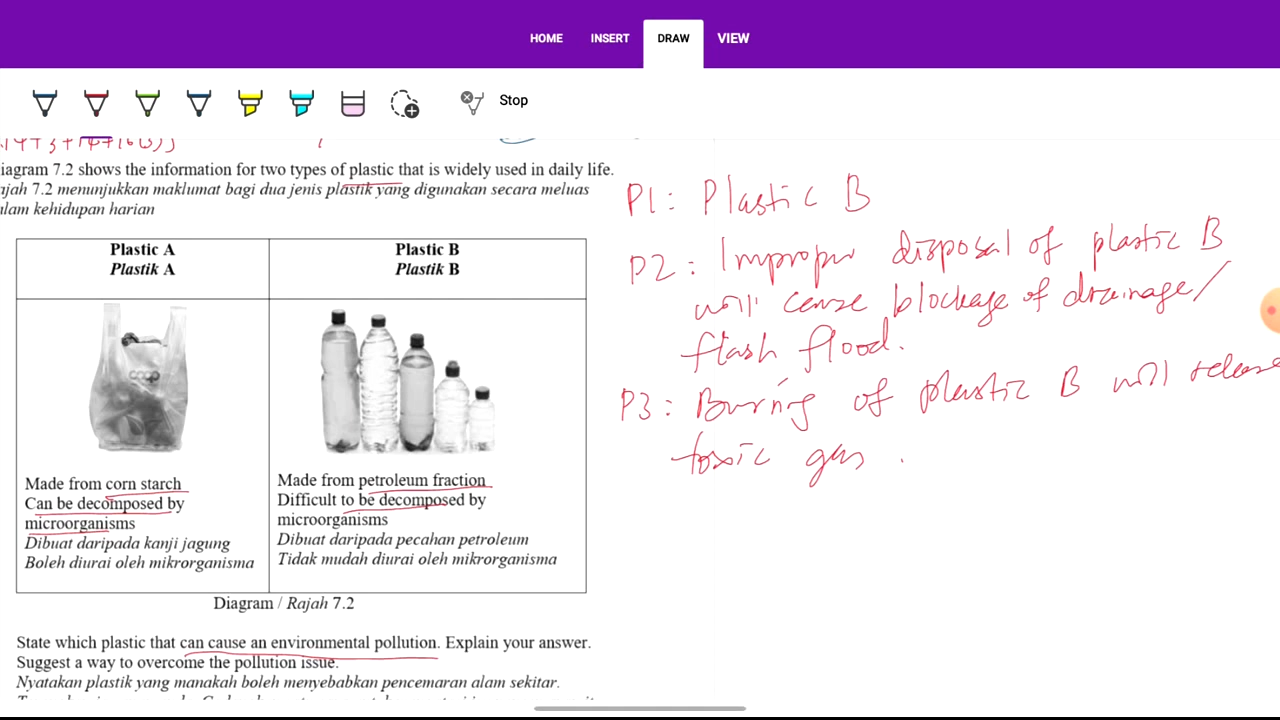 HOME INSERT DRAW VIEW
Stop
iagram 7.2 shows the information for two types of plastic that is widely used in daily life.
ajah 7.2 menunjukkan maklumat bagi dua jenis plastik yang digunakan secara meluas
alam kehidupan harian
Plastic A
Plastik A
Plastic B
Plastik B
coop
Made from corn starch
Can be decomposed by
microorganisms
Dibuat daripada kanji jagung
Boleh diurai oleh mikrorganisma
Made from petroleum fraction
Difficult to be decomposed by
microorganisms
Dibuat daripada pecahan petroleum
Tidak mudah diurai oleh mikrorganisma
Diagram / Rajah 7.2
State which plastic that can cause an environmental pollution. Explain your answer.
Suggest a way to overcome the pollution issue.
Nyatakan plastik yang manakah boleh menyebabkan pencemaran alam sekitar.
P1: Plastic B
P2: Improper disposal of plastic B
will cause blockage of drainage/
flash flood.
P3: Burning of plastic B will release
toxic gas.